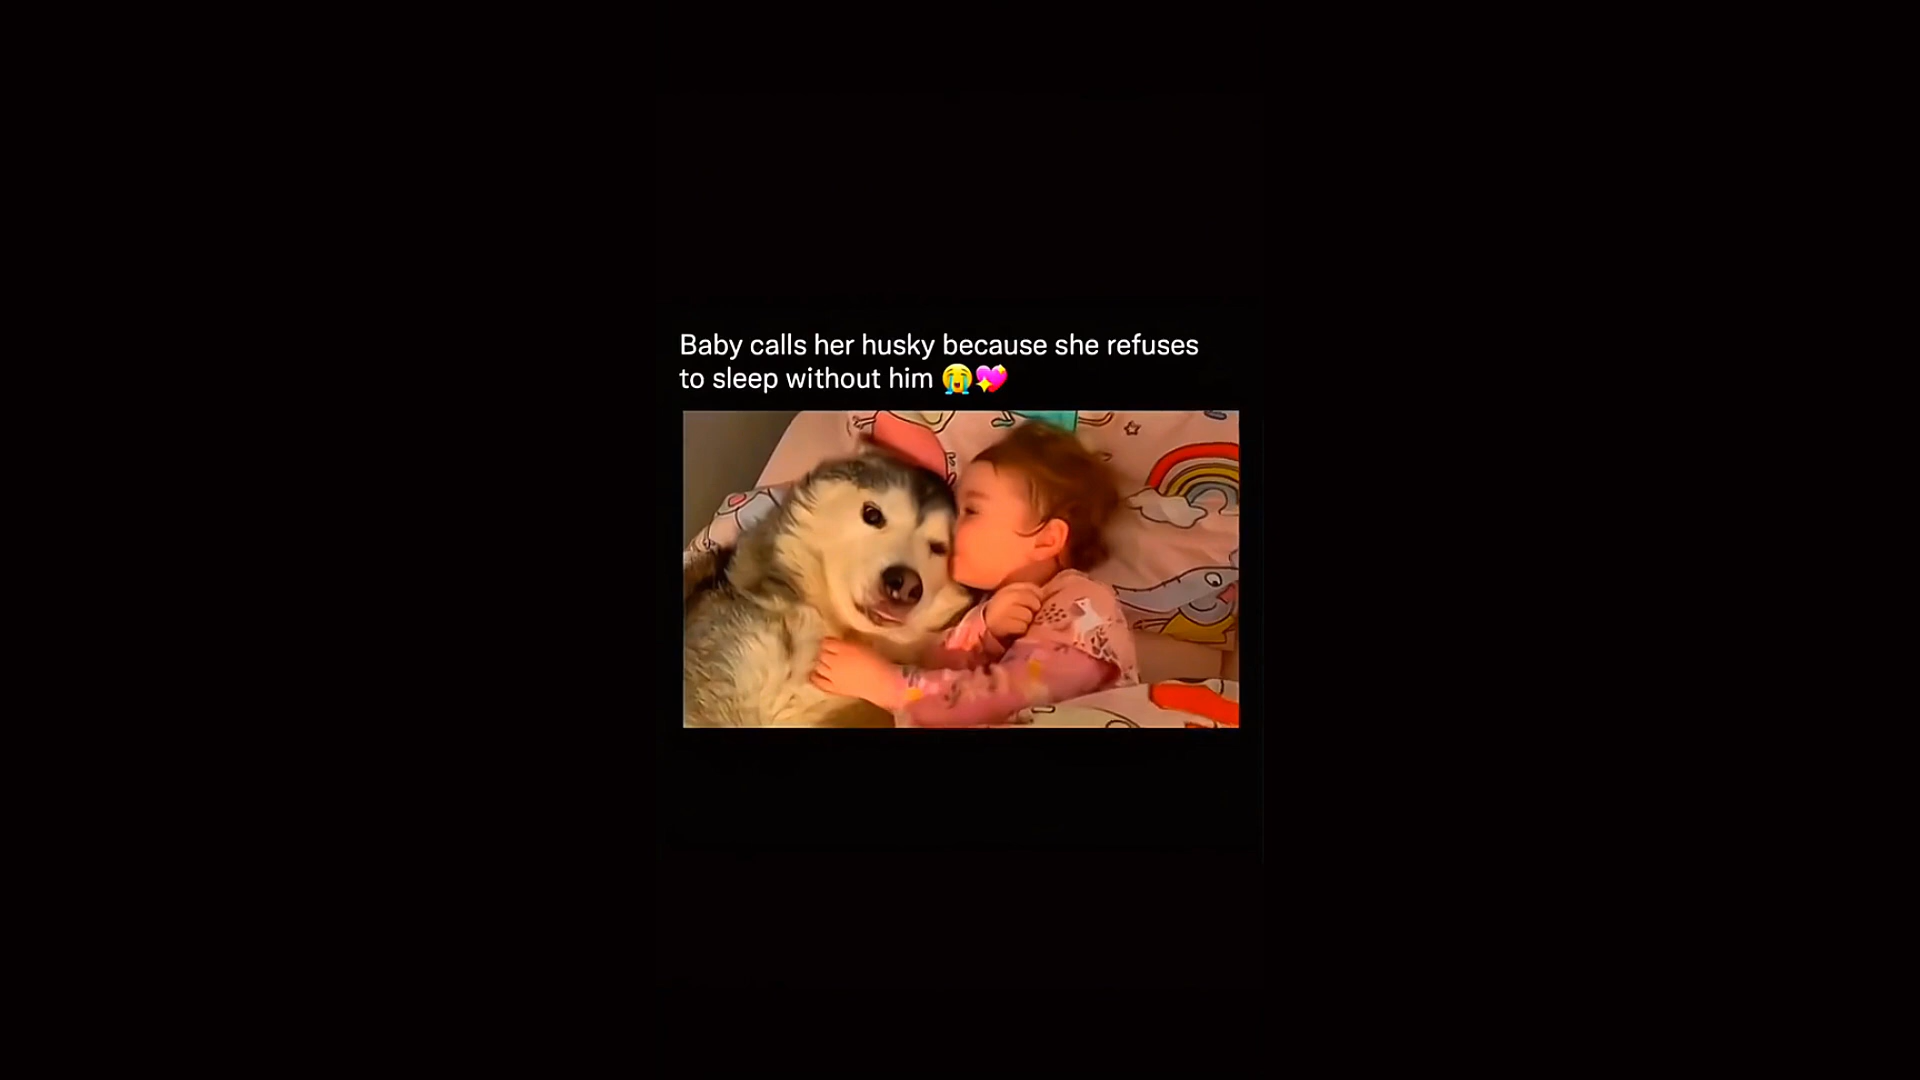 Baby calls her husky because she refuses
to sleep without him 😭💖